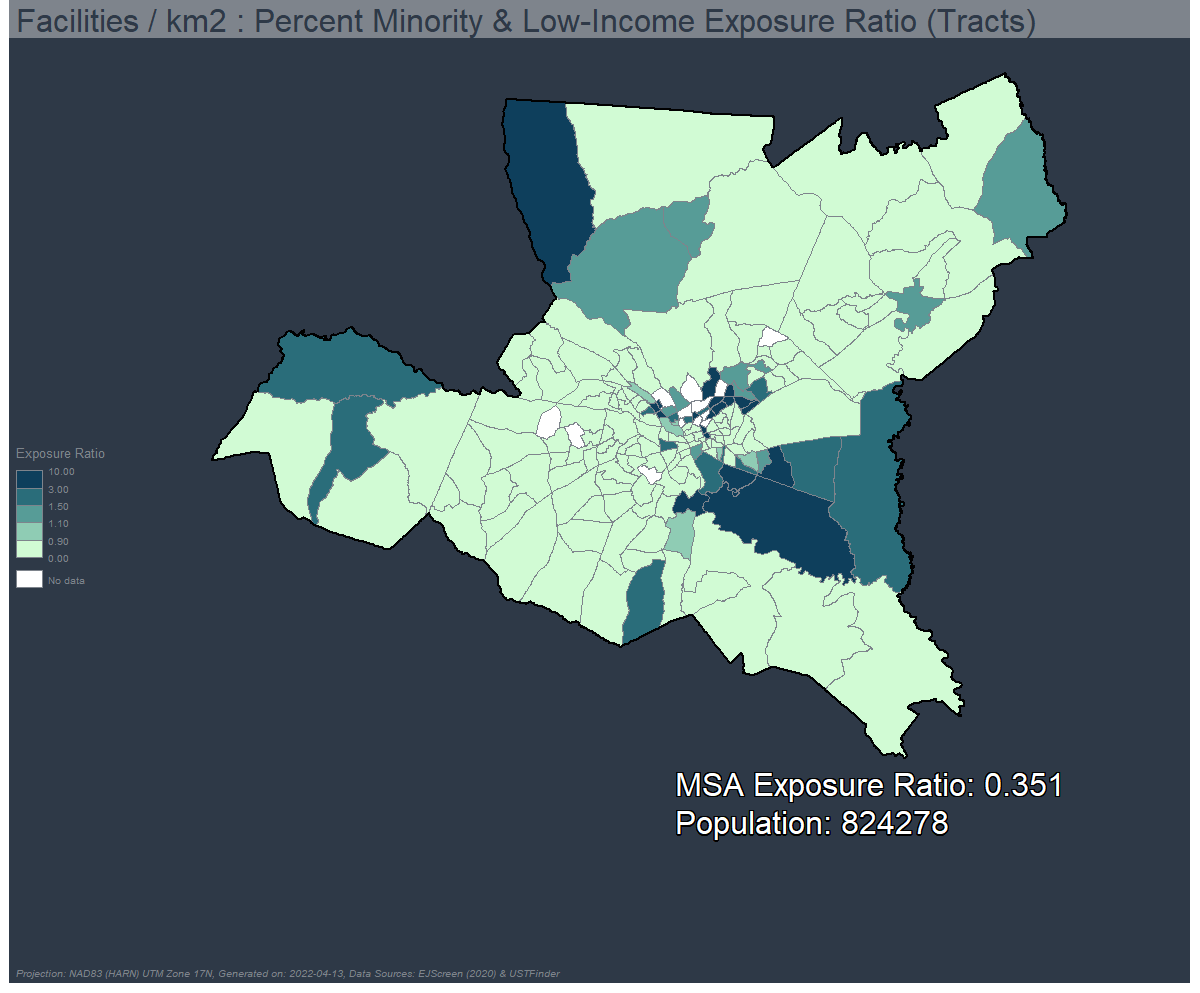 Facilities / km2 : Percent Minority & Low-Income Exposure Ratio (Tracts)
Exposure Ratio
10.00
3.00
1.50
1.10
0.90
0.00
No data
MSA Exposure Ratio: 0.351
Population: 824278
Projection: NAD83 (HARN) UTM Zone 17N, Generated on: 2022-04-13, Data Sources: EJScreen (2020) & USTFinder